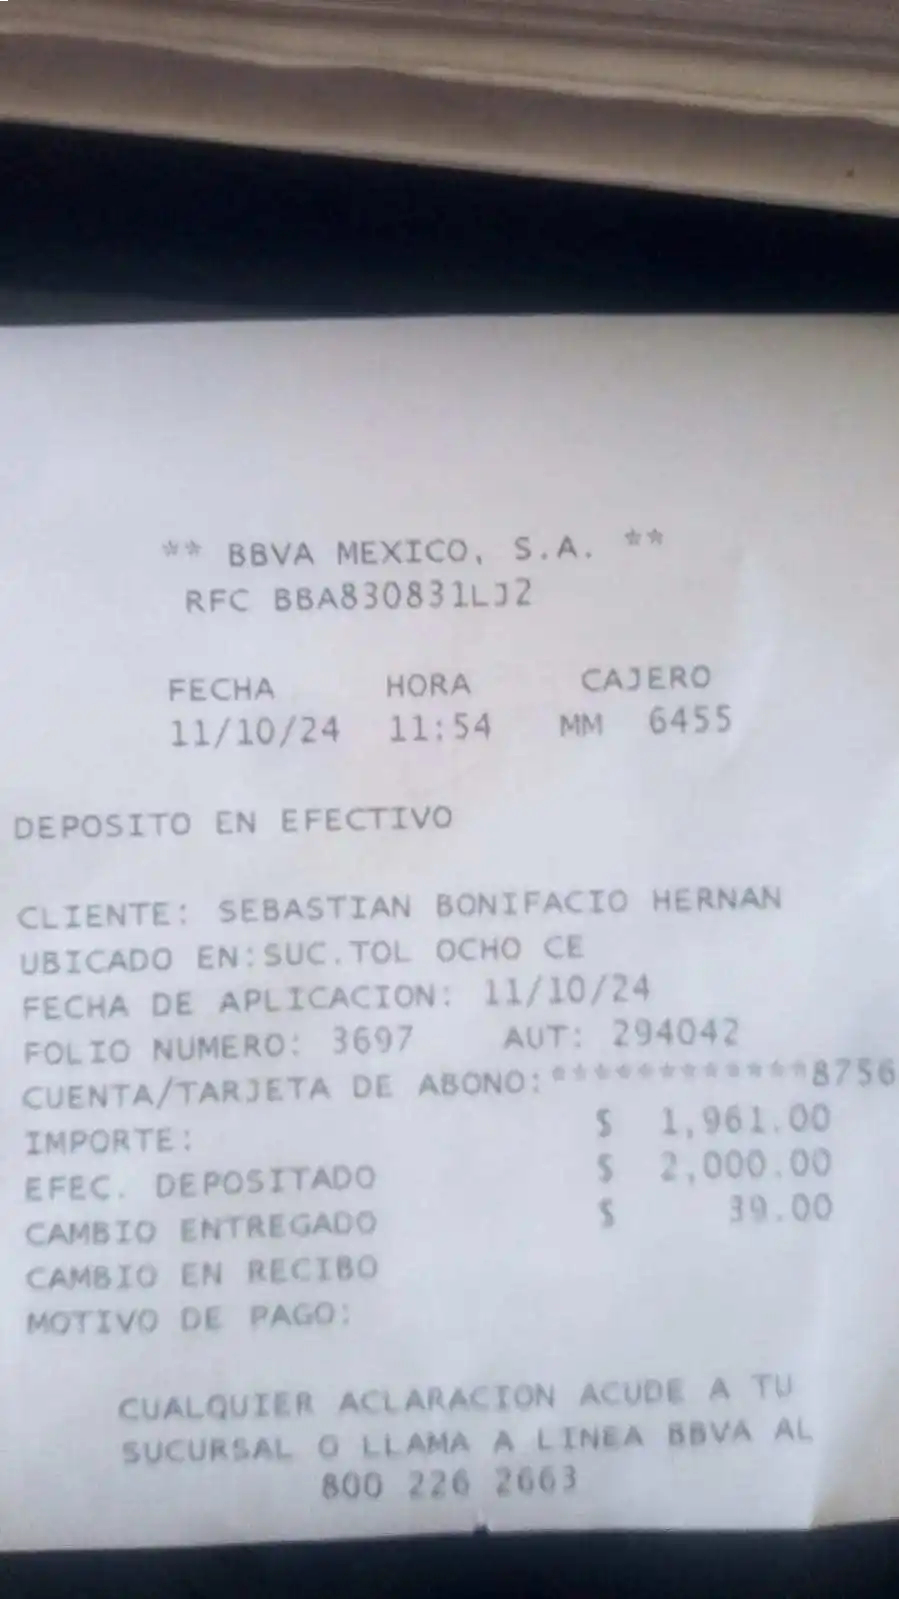 ** BBVA MEXICO, S.A. **
RFC BBA830831LJ2
FECHA HORA CAJERO
11/10/24 11:54 MM 6455
DEPOSITO EN EFECTIVO
CLIENTE: SEBASTIAN BONIFACIO HERNAN
UBICADO EN:SUC.TOL OCHO CE
FECHA DE APLICACION: 11/10/24
FOLIO NUMERO: 3697 AUT: 294042
CUENTA/TARJETA DE ABONO:************8756
IMPORTE: $ 1,961.00
EFEC. DEPOSITADO $ 2,000.00
CAMBIO ENTREGADO $ 39.00
CAMBIO EN RECIBO
MOTIVO DE PAGO:
CUALQUIER ACLARACION ACUDE A TU
SUCURSAL O LLAMA A LINEA BBVA AL
800 226 2663